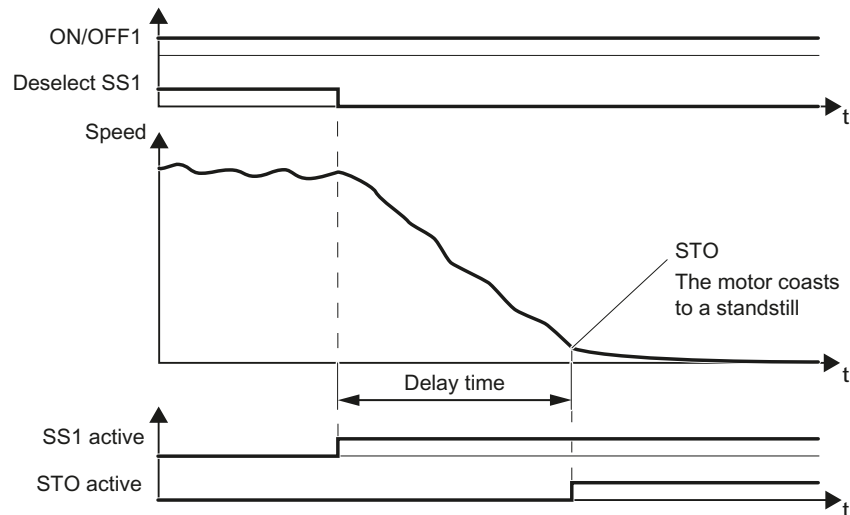 ON/OFF1
Deselect SS1
t
Speed
STO
The motor coasts
to a standstill
t
Delay time
SS1 active
STO active
t